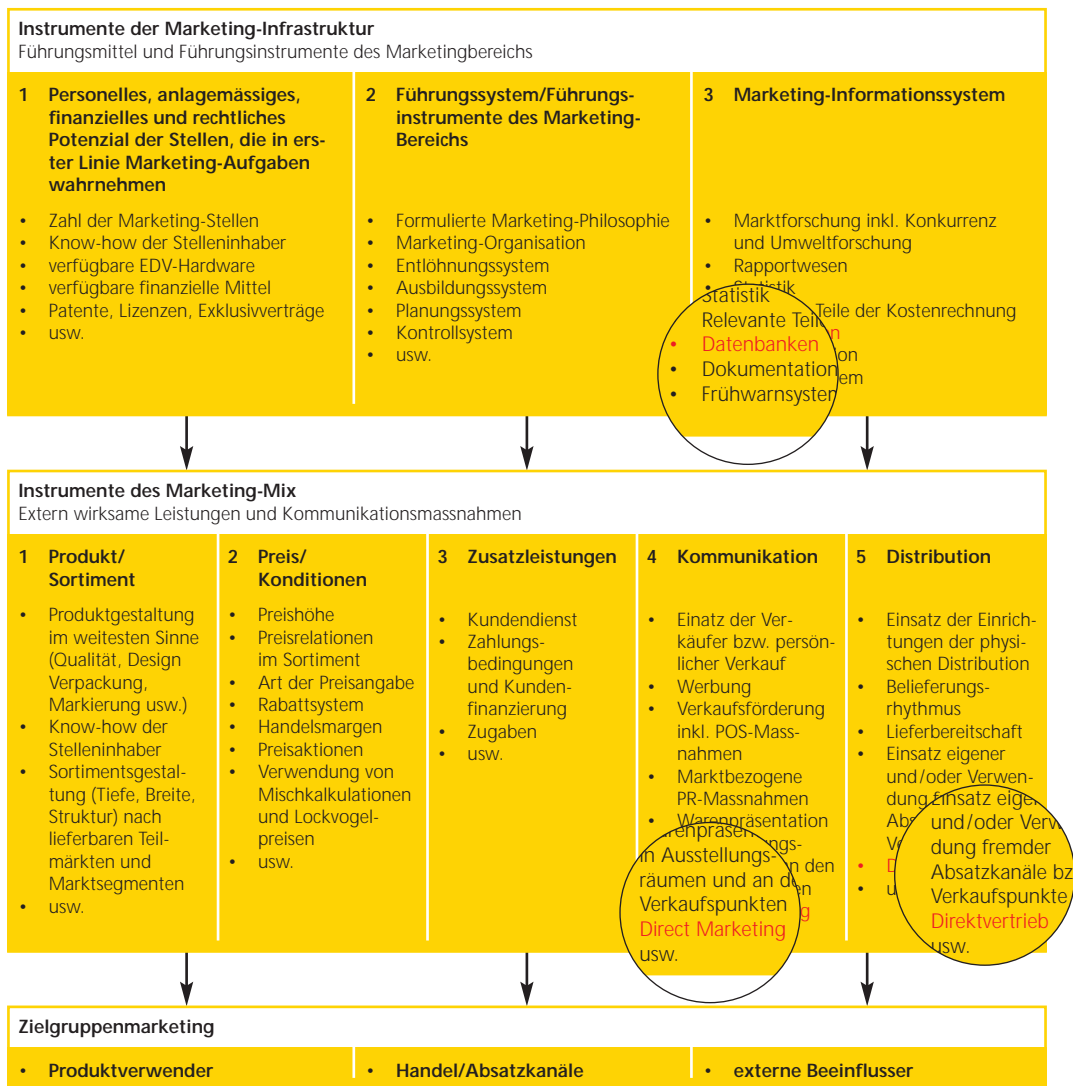 Instrumente der Marketing-Infrastruktur
Führungsmittel und Führungsinstrumente des Marketingbereichs
1 Personelles, anlagemässiges,
finanzielles und rechtliches
Potenzial der Stellen, die in ers-
ter Linie Marketing-Aufgaben
wahrnehmen
• Zahl der Marketing-Stellen
• Know-how der Stelleninhaber
• verfügbare EDV-Hardware
• verfügbare finanzielle Mittel
• Patente, Lizenzen, Exklusivverträge
• usw.
2 Führungssystem/Führungs-
instrumente des Marketing-
Bereichs
• Formulierte Marketing-Philosophie
• Marketing-Organisation
• Entlöhnungssystem
• Ausbildungssystem
• Planungssystem
• Kontrollsystem
• usw.
3 Marketing-Informationssystem
• Marktforschung inkl. Konkurrenz
und Umweltforschung
• Rapportwesen
• Statistik
Teile der Kostenrechnung
Statistik
Relevante Teile
• Datenbanken
• Dokumentation
• Frühwarnsystem
Instrumente des Marketing-Mix
Extern wirksame Leistungen und Kommunikationsmassnahmen
1 Produkt/
Sortiment
• Produktgestaltung
im weitesten Sinne
(Qualität, Design
Verpackung,
Markierung usw.)
• Know-how der
Stelleninhaber
• Sortimentsgestal-
tung (Tiefe, Breite,
Struktur) nach
lieferbaren Teil-
märkten und
Marktsegmenten
• usw.
2 Preis/
Konditionen
• Preishöhe
• Preisrelationen
im Sortiment
• Art der Preisangabe
• Rabattsystem
• Handelsmargen
• Preisaktionen
• Verwendung von
Mischkalkulationen
und Lockvogel-
preisen
• usw.
3 Zusatzleistungen
• Kundendienst
• Zahlungs-
bedingungen
und Kunden-
finanzierung
• Zugaben
• usw.
4 Kommunikation
• Einatz der Ver-
käufer bzw. persön-
licher Verkauf
• Werbung
• Verkaufsförderung
inkl. POS-Mass-
nahmen
• Marktbezogene
PR-Massnahmen
• Warenpräsentation
in Ausstellungs-
räumen und an den
Verkaufspunkten
Direct Marketing
usw.
5 Distribution
• Einsatz der Einrich-
tungen der physi-
schen Distribution
• Belieferungs-
rhythmus
• Lieferbereitschaft
• Einsatz eigener
und/oder Verwen-
dung
Einsatz eige
und/oder Verw
dung fremder
Absatzkanäle bz
Verkaufspunkte
Direktvertrieb
usw.
Zielgruppenmarketing
• Produktverwender
• Handel/Absatzkanäle
• externe Beeinflusser